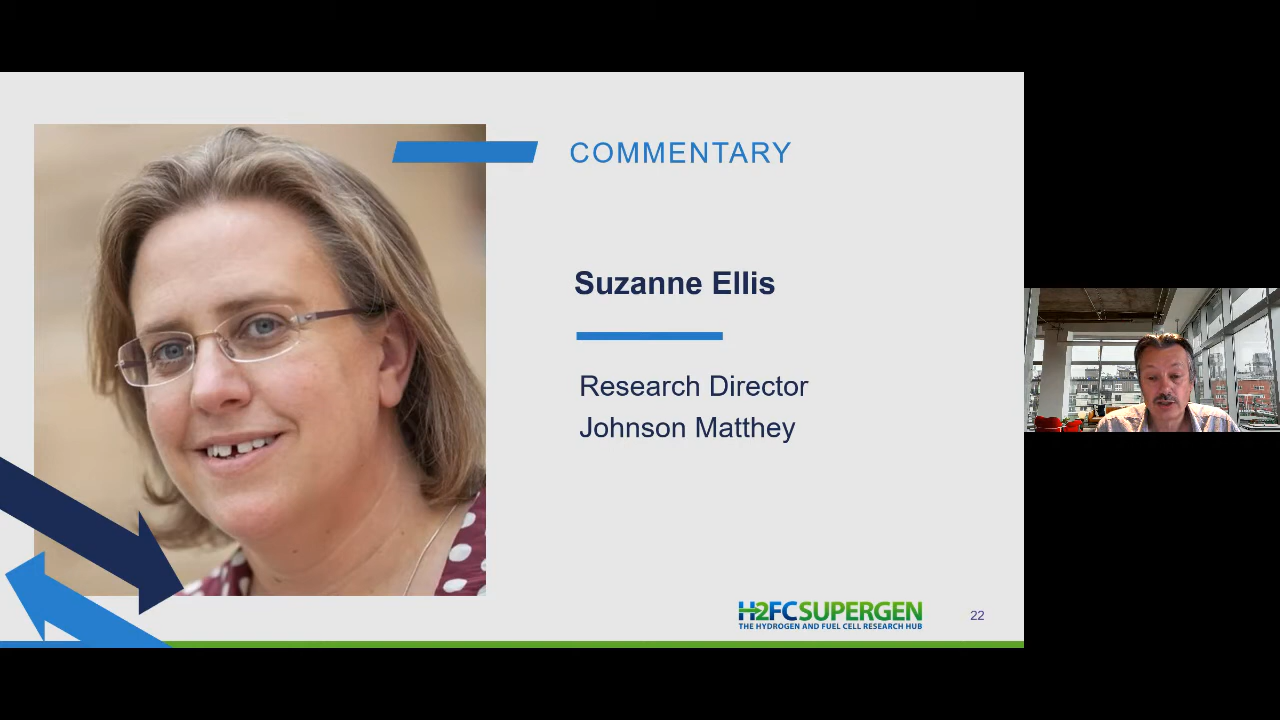 COMMENTARY
Suzanne Ellis
Research Director
Johnson Matthey
H2FCSUPERGEN
THE HYDROGEN AND FUEL CELL RESEARCH HUB
22